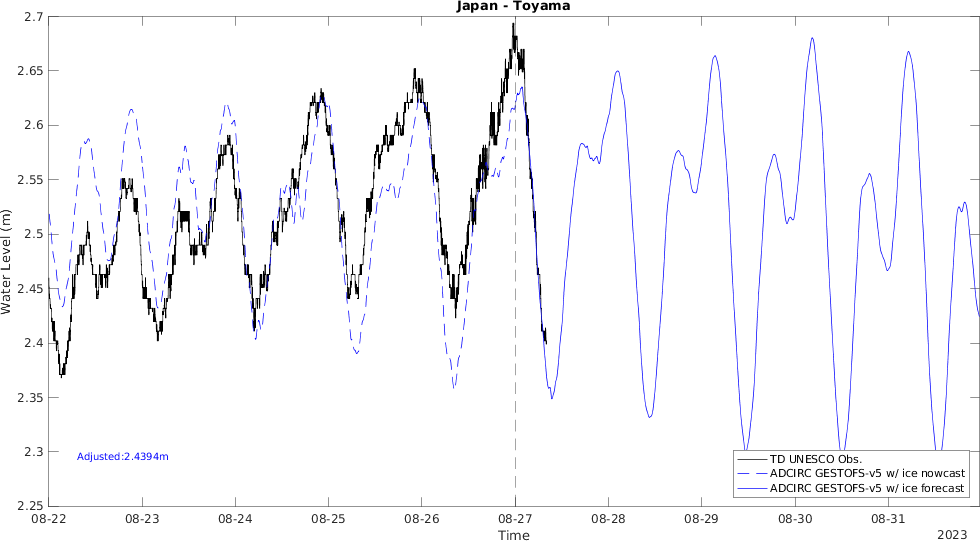 Japan - Toyama
2.7
2.65
2.6
2.55
2.5
2.45
2.4
2.35
2.3
2.25
Water Level (m)
Adjusted:2.4394m
TD UNESCO Obs.
ADCIRC GESTOFS-v5 w/ ice nowcast
ADCIRC GESTOFS-v5 w/ ice forecast
08-22 08-23 08-24 08-25 08-26 08-27 08-28 08-29 08-30 08-31
Time
2023